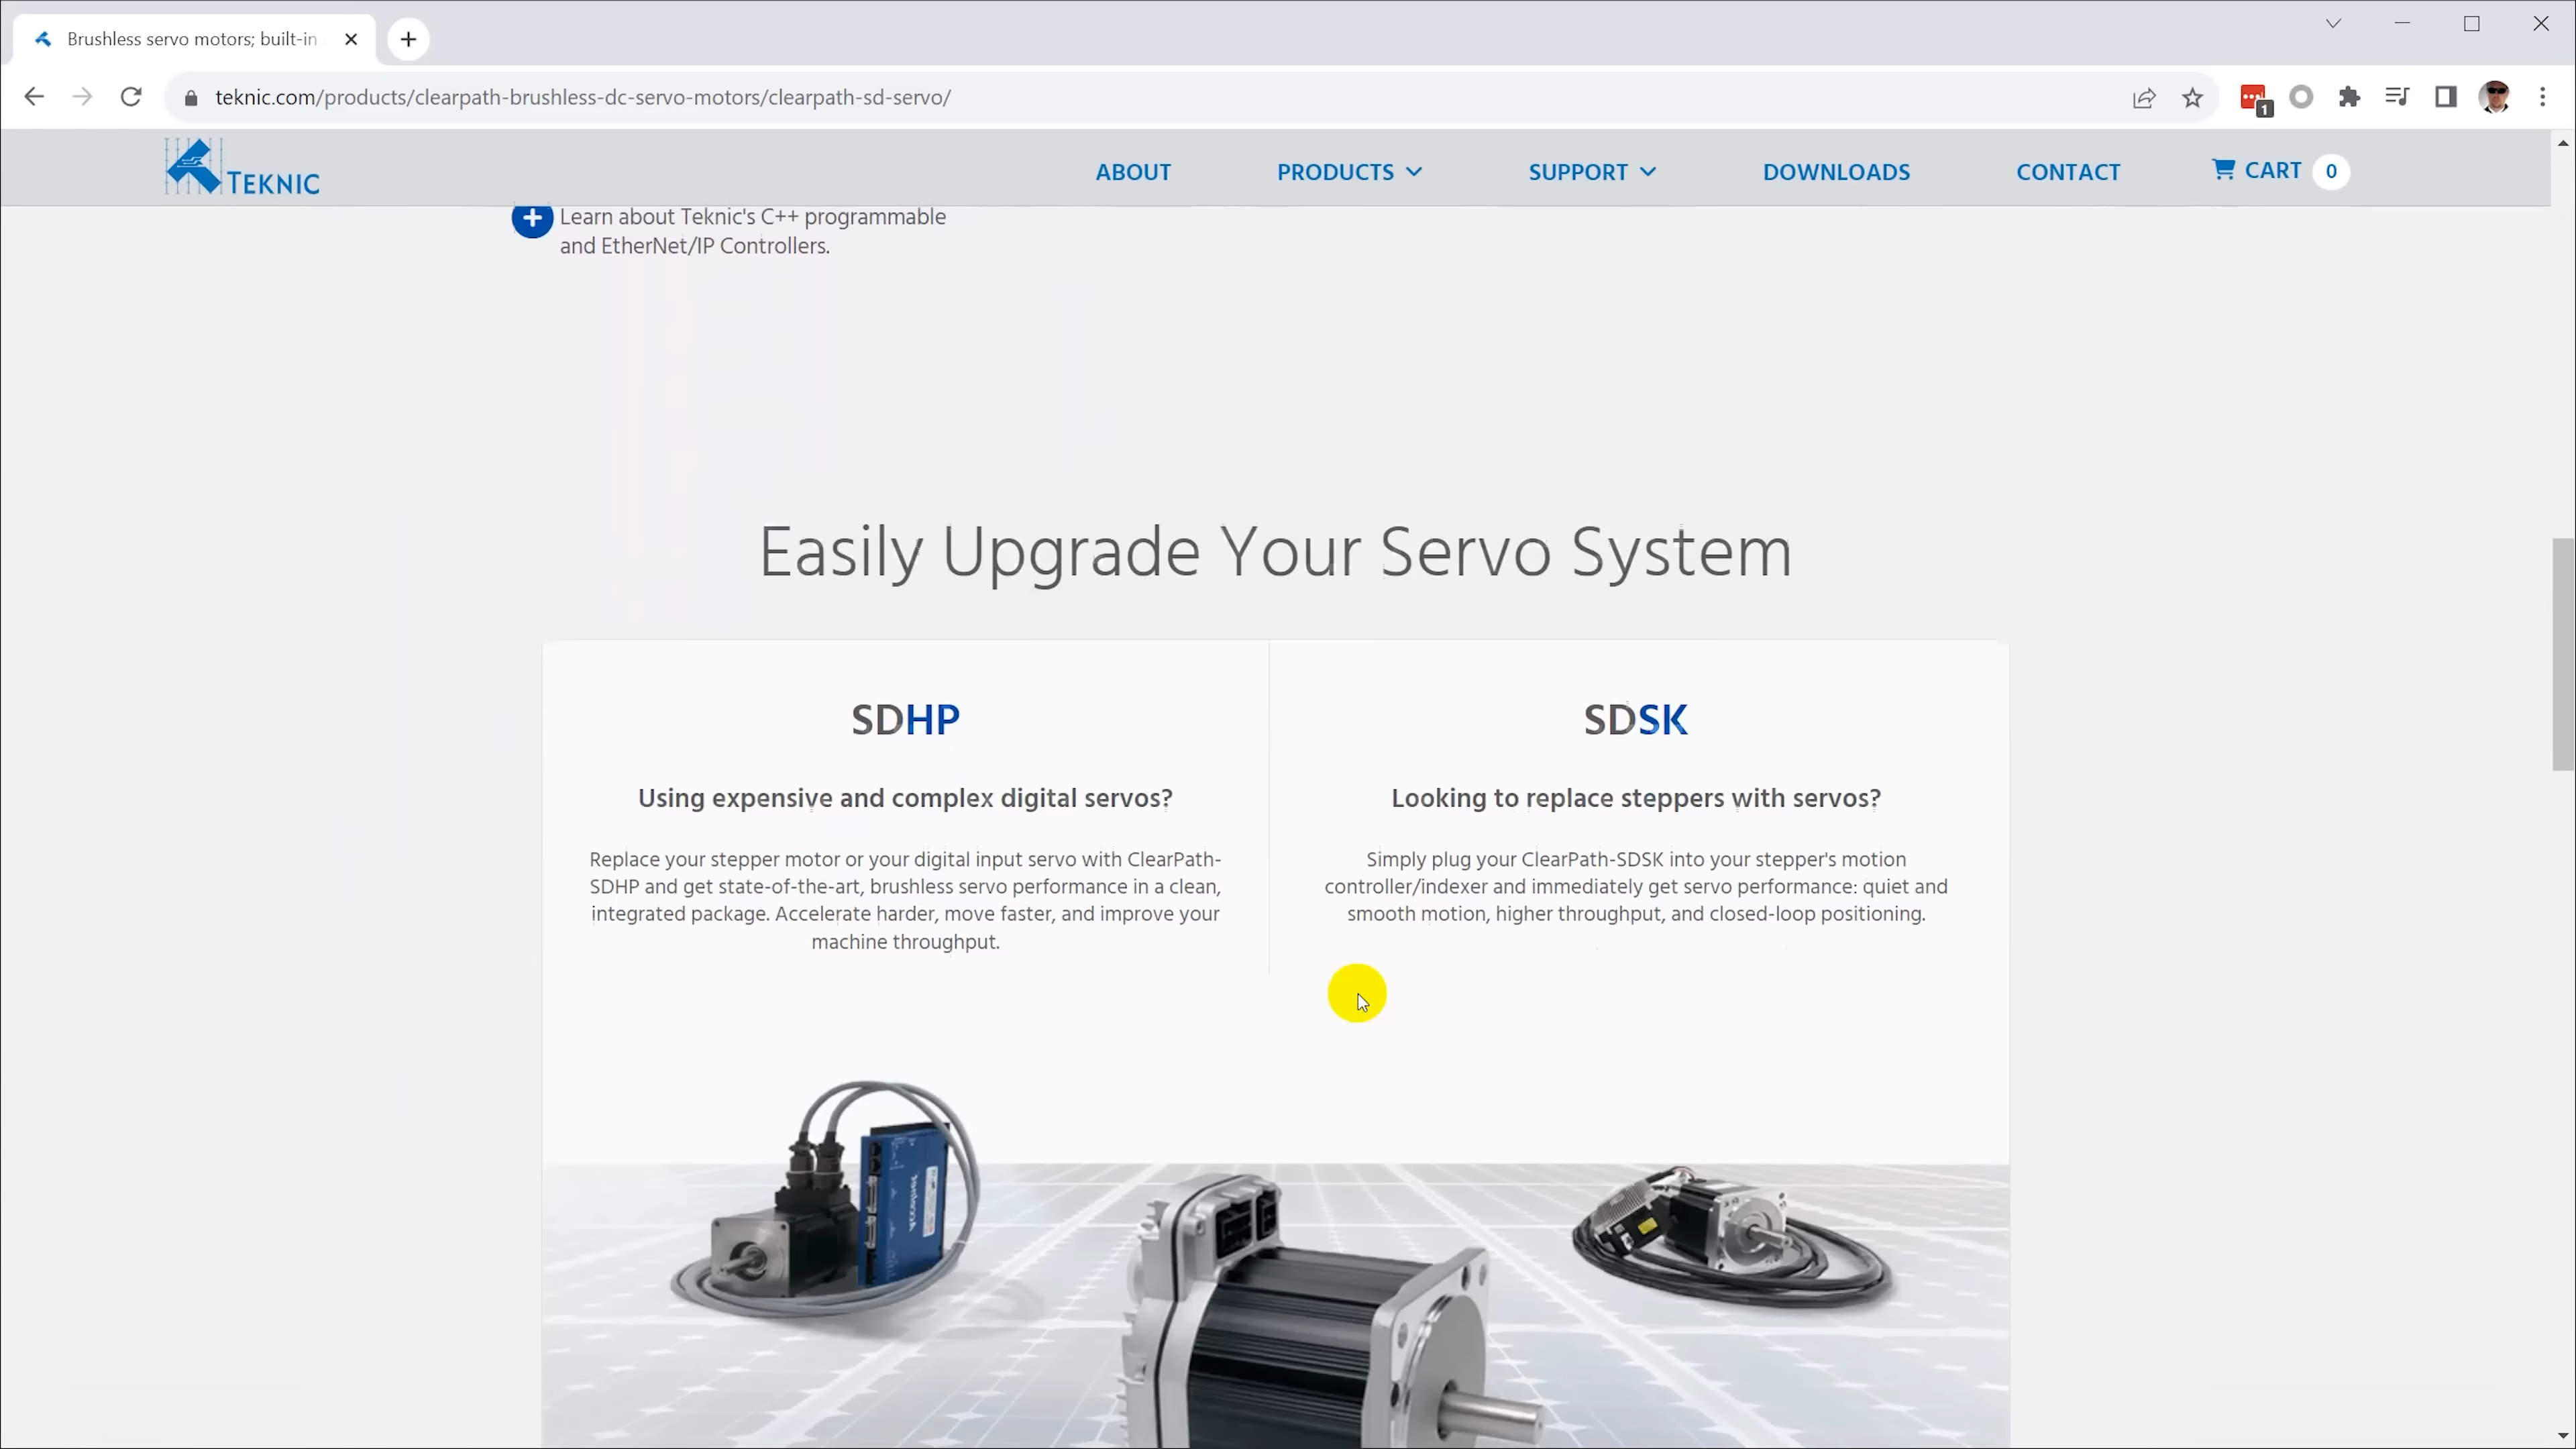 Brushless servo motors; built-in
teknic.com/products/clearpath-brushless-dc-servo-motors/clearpath-sd-servo/
1
TEKNIC
ABOUT
PRODUCTS
SUPPORT
DOWNLOADS
CONTACT
CART 0
Learn about Teknic's C++ programmable
and EtherNet/IP Controllers.
Easily Upgrade Your Servo System
SDHP
Using expensive and complex digital servos?
Replace your stepper motor or your digital input servo with ClearPath-
SDHP and get state-of-the-art, brushless servo performance in a clean,
integrated package. Accelerate harder, move faster, and improve your
machine throughput.
SDSK
Looking to replace steppers with servos?
Simply plug your ClearPath-SDSK into your stepper's motion
controller/indexer and immediately get servo performance: quiet and
smooth motion, higher throughput, and closed-loop positioning.